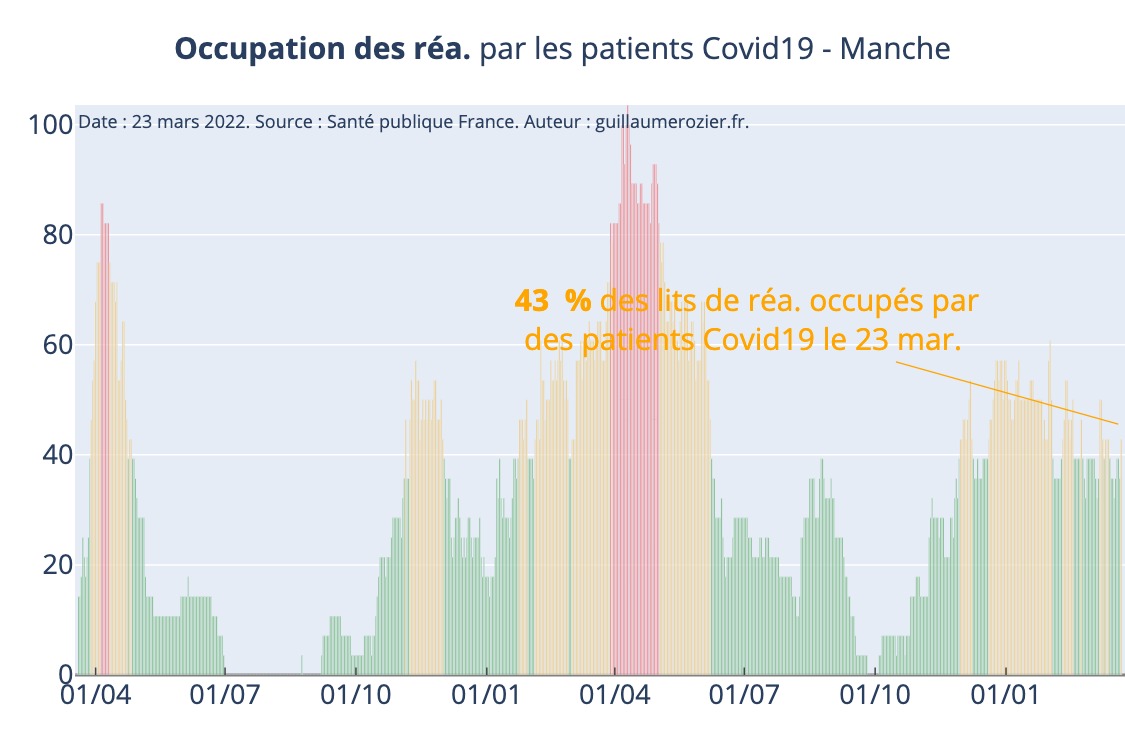 Occupation des réa. par les patients Covid19 - Manche
100
Date : 23 mars 2022. Source : Santé publique France. Auteur : guillaumerozier.fr.
80
43 % des lits de réa. occupés par
des patients Covid19 le 23 mar.
60
40
20
0
01/04 01/07 01/10 01/01 01/04 01/07 01/10 01/01